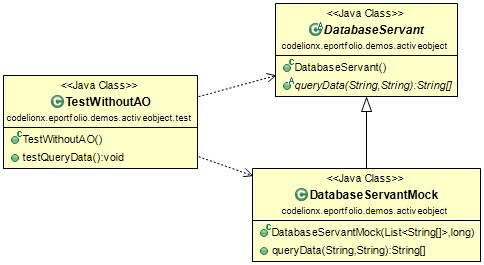 <<Java Class>>
DatabaseServant
codelionx.eportfolio.demos.activeobject
DatabaseServant()
queryData(String,String):String[]
<<Java Class>>
TestWithoutAO
codelionx.eportfolio.demos.activeobject.test
TestWithoutAO()
testQueryData():void
<<Java Class>>
DatabaseServantMock
codelionx.eportfolio.demos.activeobject
DatabaseServantMock(List<String[]>,long)
queryData(String,String):String[]